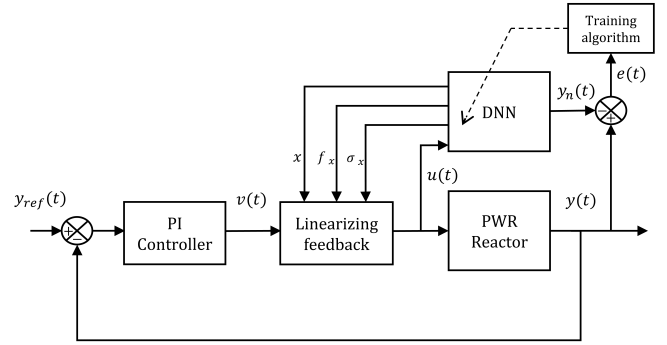 Training
algorithm
e(t)
y_n(t)
DNN
x
f_x
σ_x
u(t)
y_ref(t)
v(t)
y(t)
PI
Controller
Linearizing
feedback
PWR
Reactor
+
−
−
+